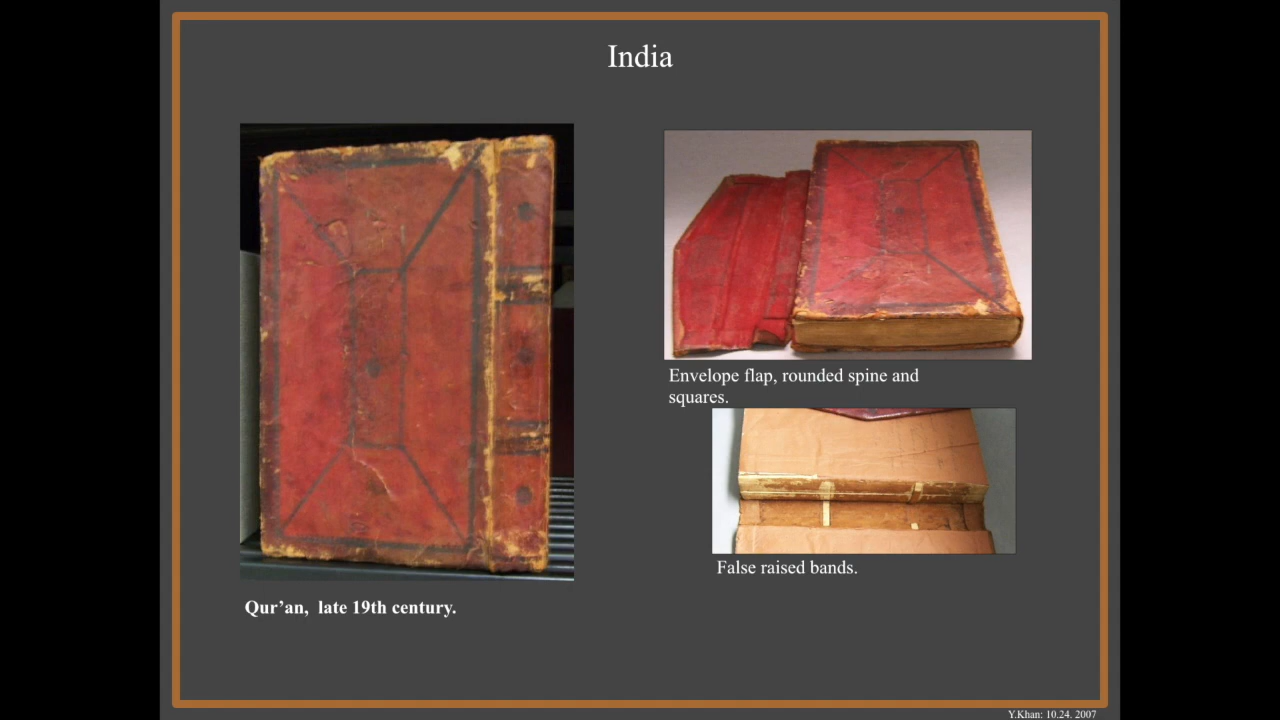 India
Envelope flap, rounded spine and
squares.
False raised bands.
Qur’an,  late 19th century.
Y.Khan: 10.24. 2007